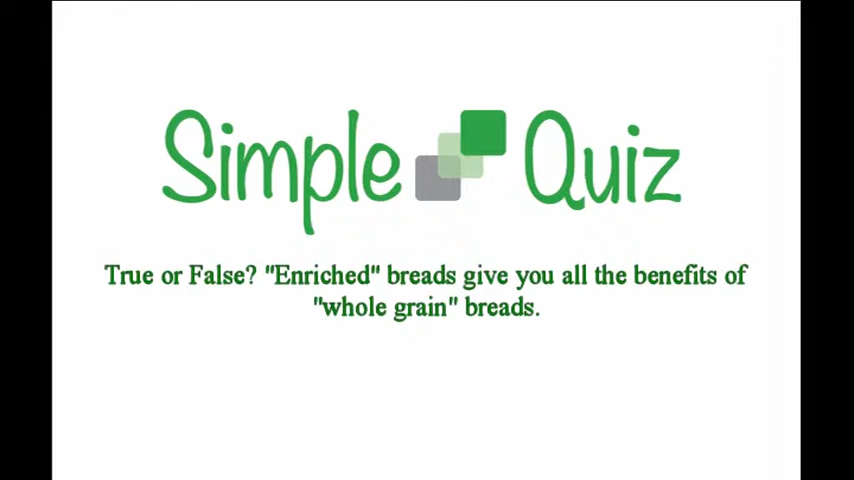 Simple Quiz
True or False? "Enriched" breads give you all the benefits of
"whole grain" breads.